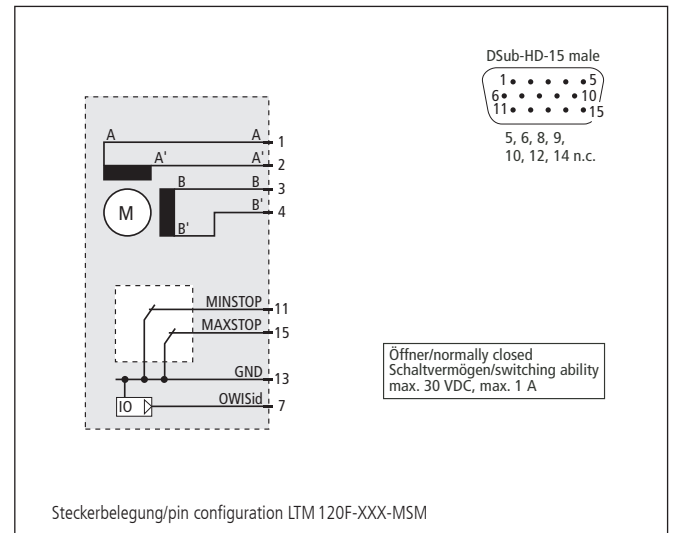 DSub-HD-15 male
1 5
6 10
11 15
5, 6, 8, 9,
10, 12, 14 n.c.
A A 1
A' A' 2
B B 3
M B' 4
B'
MINSTOP 11
MAXSTOP 15
GND 13
IO OWISid 7
Öffner/normally closed
Schaltvermögen/switching ability
max. 30 VDC, max. 1 A
Steckerbelegung/pin configuration LTM 120F-XXX-MSM